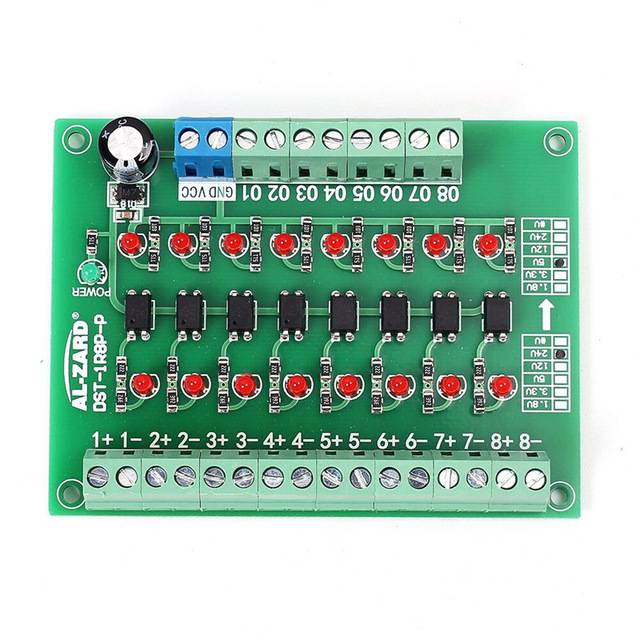 GND VCC 01 02 03 04 05 06 07 08
#V
24V
12V
5V
3.3V
1.8V
POWER
#V
24V
12V
5V
3.3V
1.8V
AL-ZARD®
DST-1R8P-P
1+ 1- 2+ 2- 3+ 3- 4+ 4- 5+ 5- 6+ 6- 7+ 7- 8+ 8-